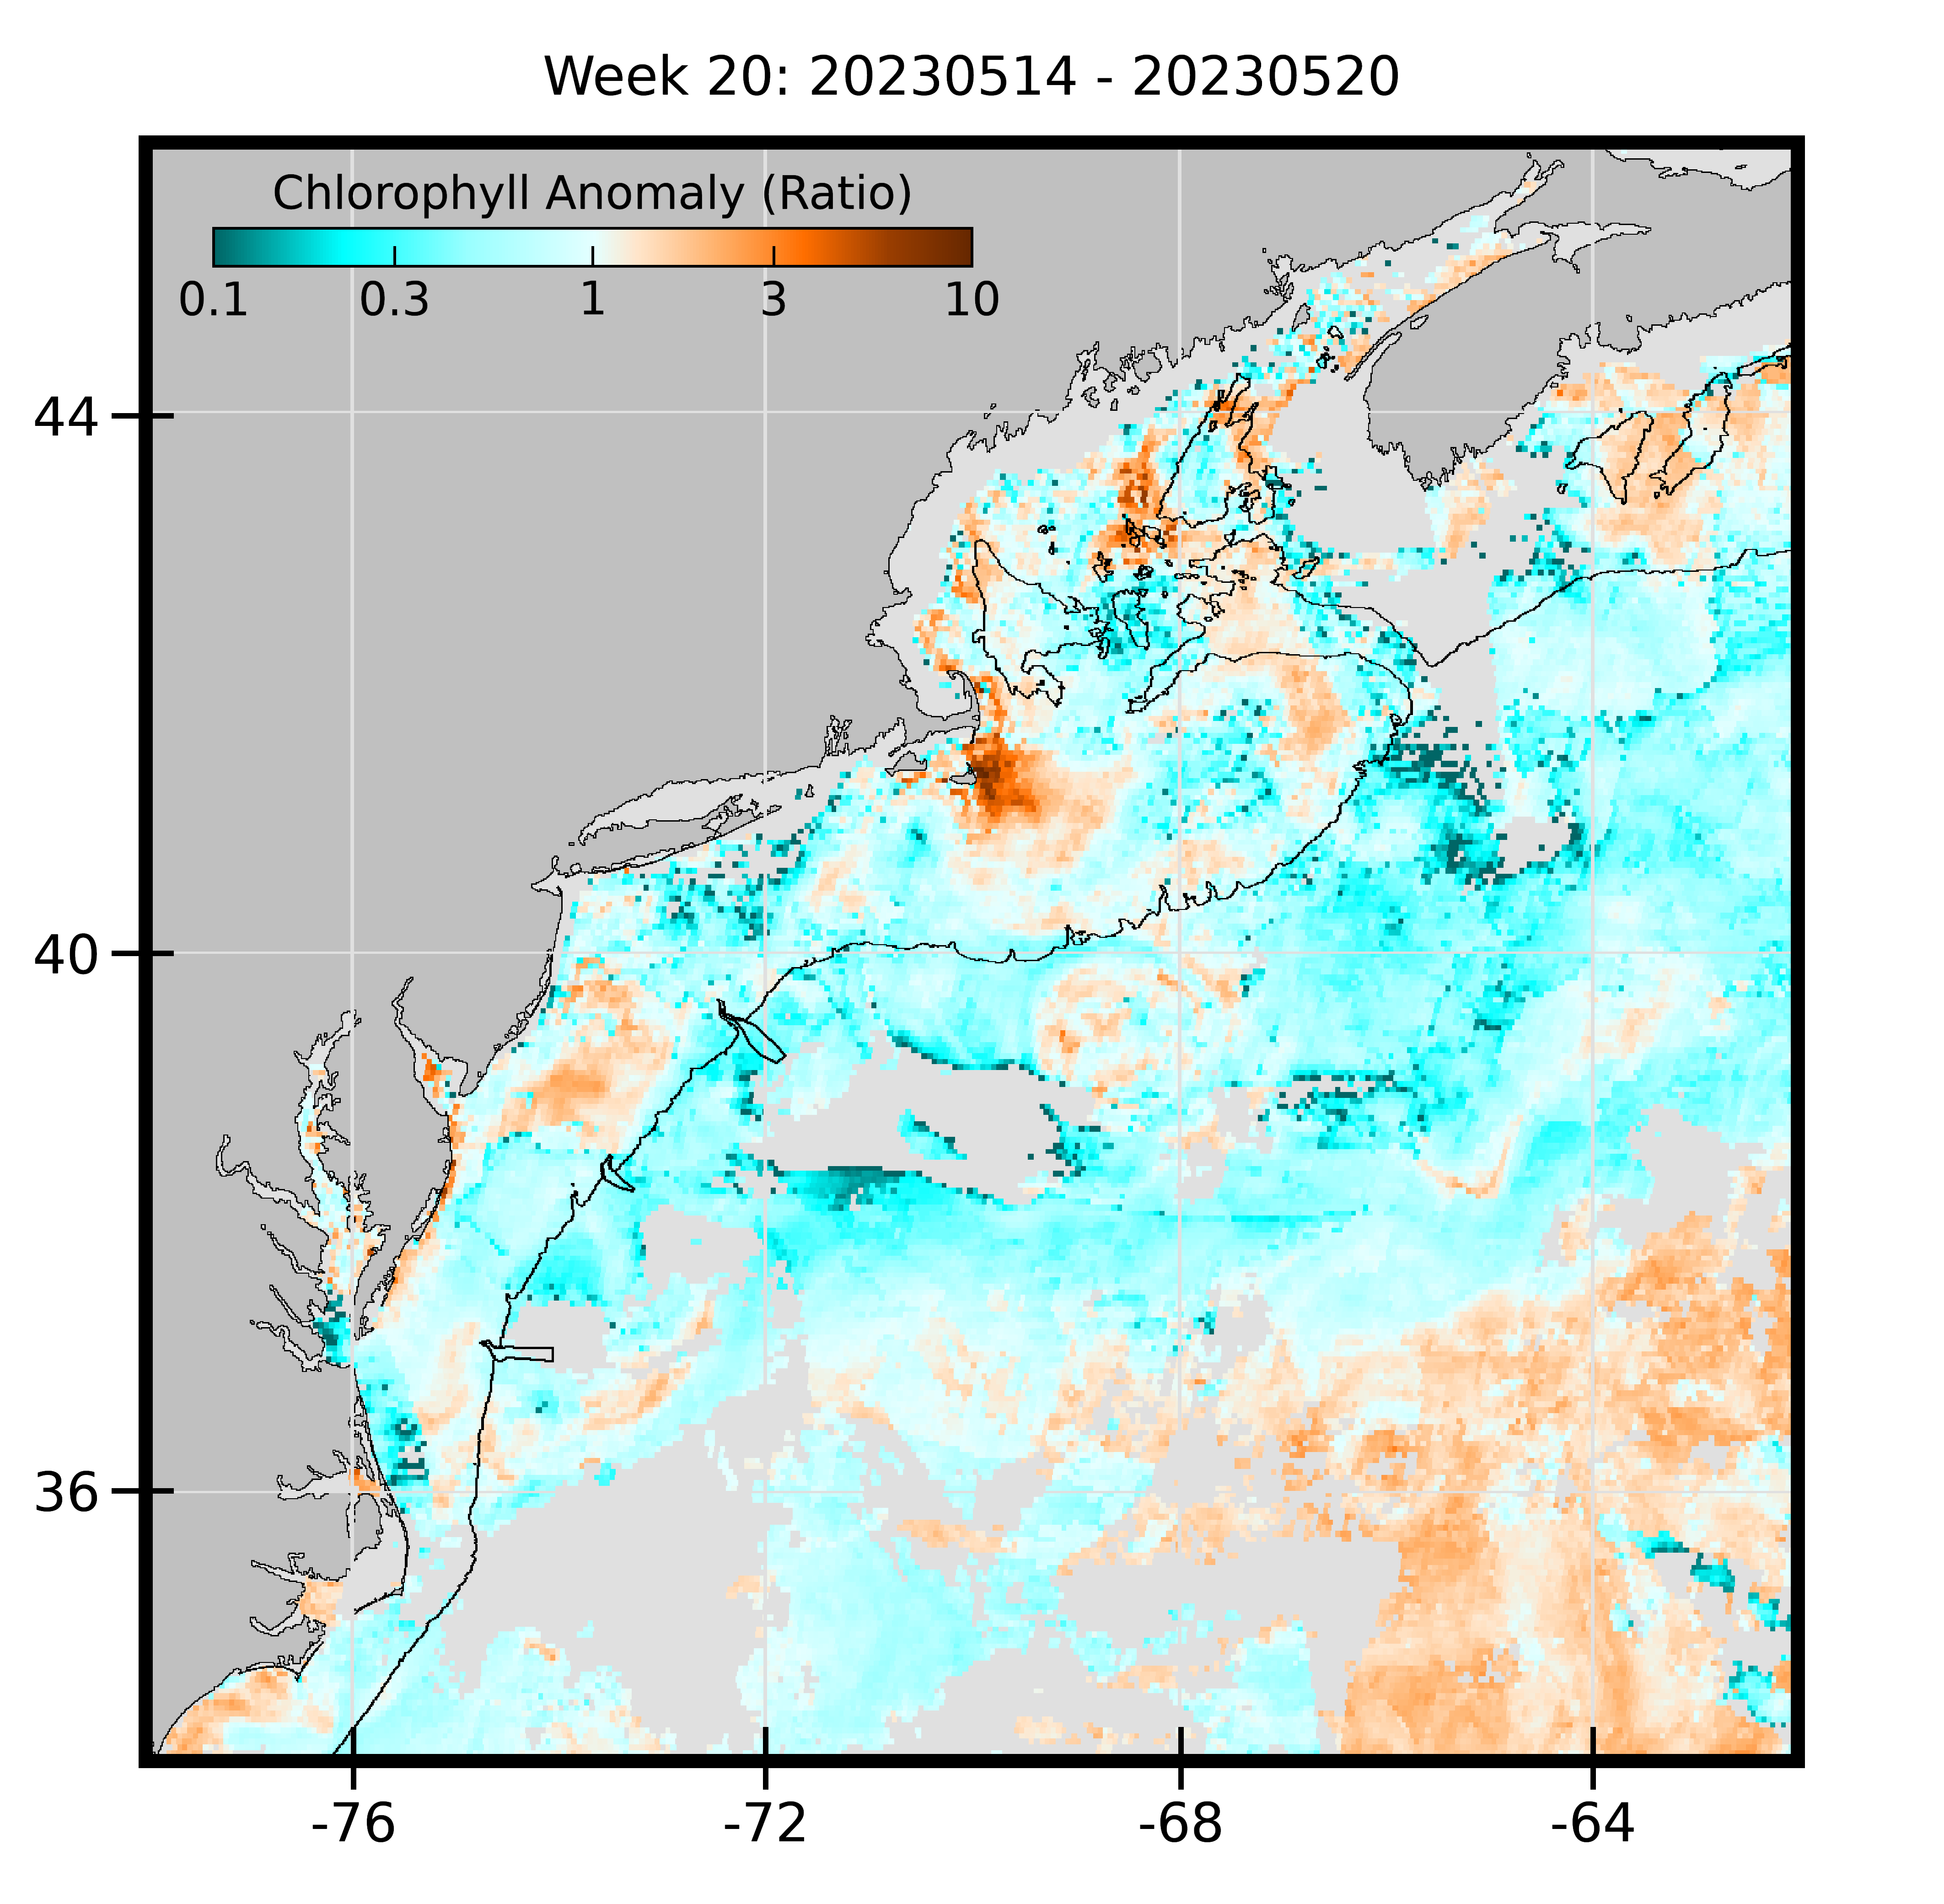 Week 20: 20230514 - 20230520
Chlorophyll Anomaly (Ratio)
0.1 0.3 1 3 10
44
40
36
-76 -72 -68 -64